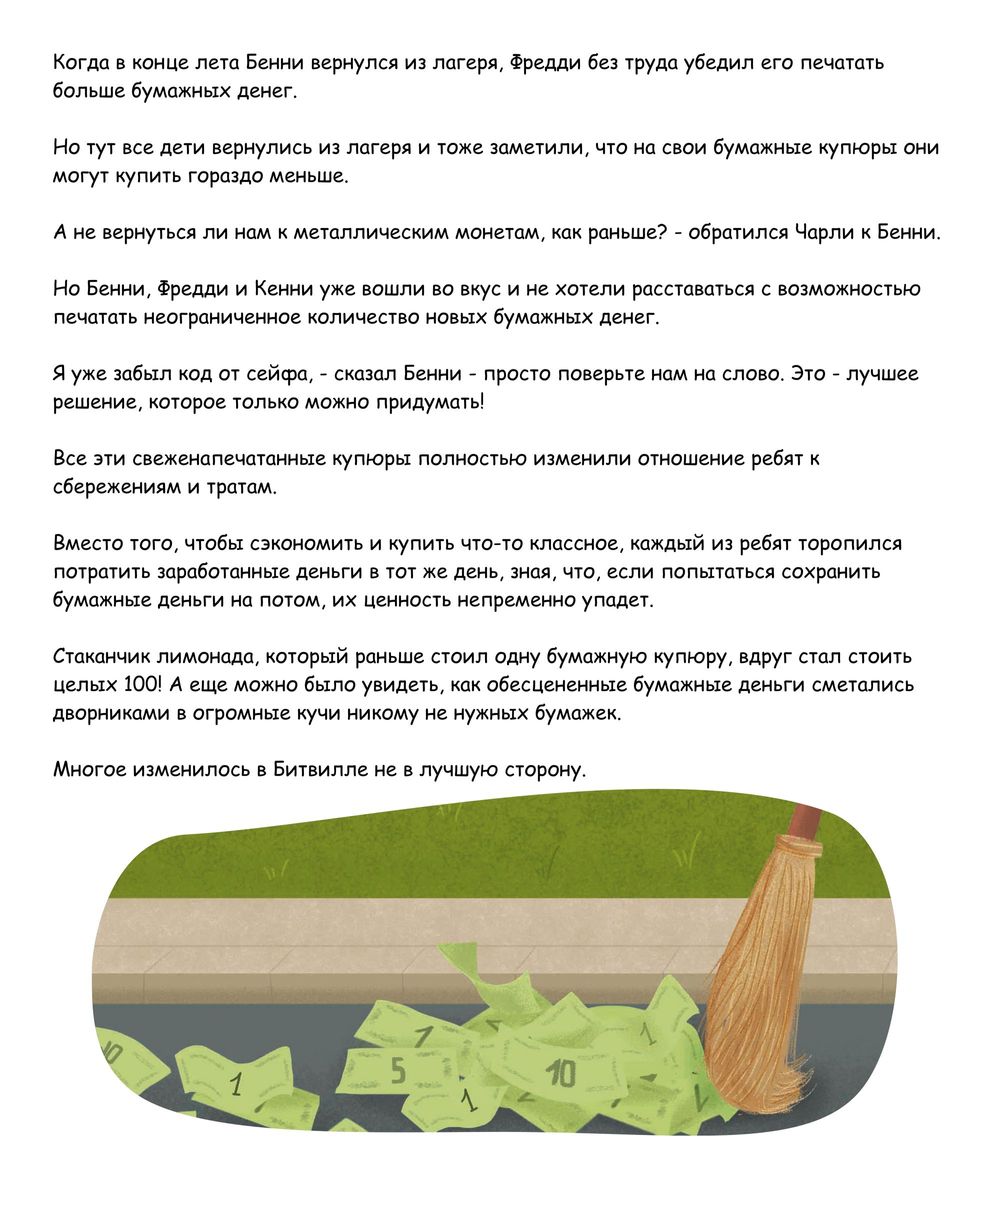 Когда в конце лета Бенни вернулся из лагеря, Фредди без труда убедил его печатать
больше бумажных денег.
Но тут все дети вернулись из лагеря и тоже заметили, что на свои бумажные купюры они
могут купить гораздо меньше.
А не вернуться ли нам к металлическим монетам, как раньше? - обратился Чарли к Бенни.
Но Бенни, Фредди и Кенни уже вошли во вкус и не хотели расставаться с возможностью
печатать неограниченное количество новых бумажных денег.
Я уже забыл код от сейфа, - сказал Бенни - просто поверьте нам на слово. Это - лучшее
решение, которое только можно придумать!
Все эти свеженапечатанные купюры полностью изменили отношение ребят к
сбережениям и тратам.
Вместо того, чтобы сэкономить и купить что-то классное, каждый из ребят торопился
потратить заработанные деньги в тот же день, зная, что, если попытаться сохранить
бумажные деньги на потом, их ценность непременно упадет.
Стаканчик лимонада, который раньше стоил одну бумажную купюру, вдруг стал стоить
целых 100! А еще можно было увидеть, как обесцененные бумажные деньги сметались
дворниками в огромные кучи никому не нужных бумажек.
Многое изменилось в Битвилле не в лучшую сторону.
1
1
10
5
10
1
1